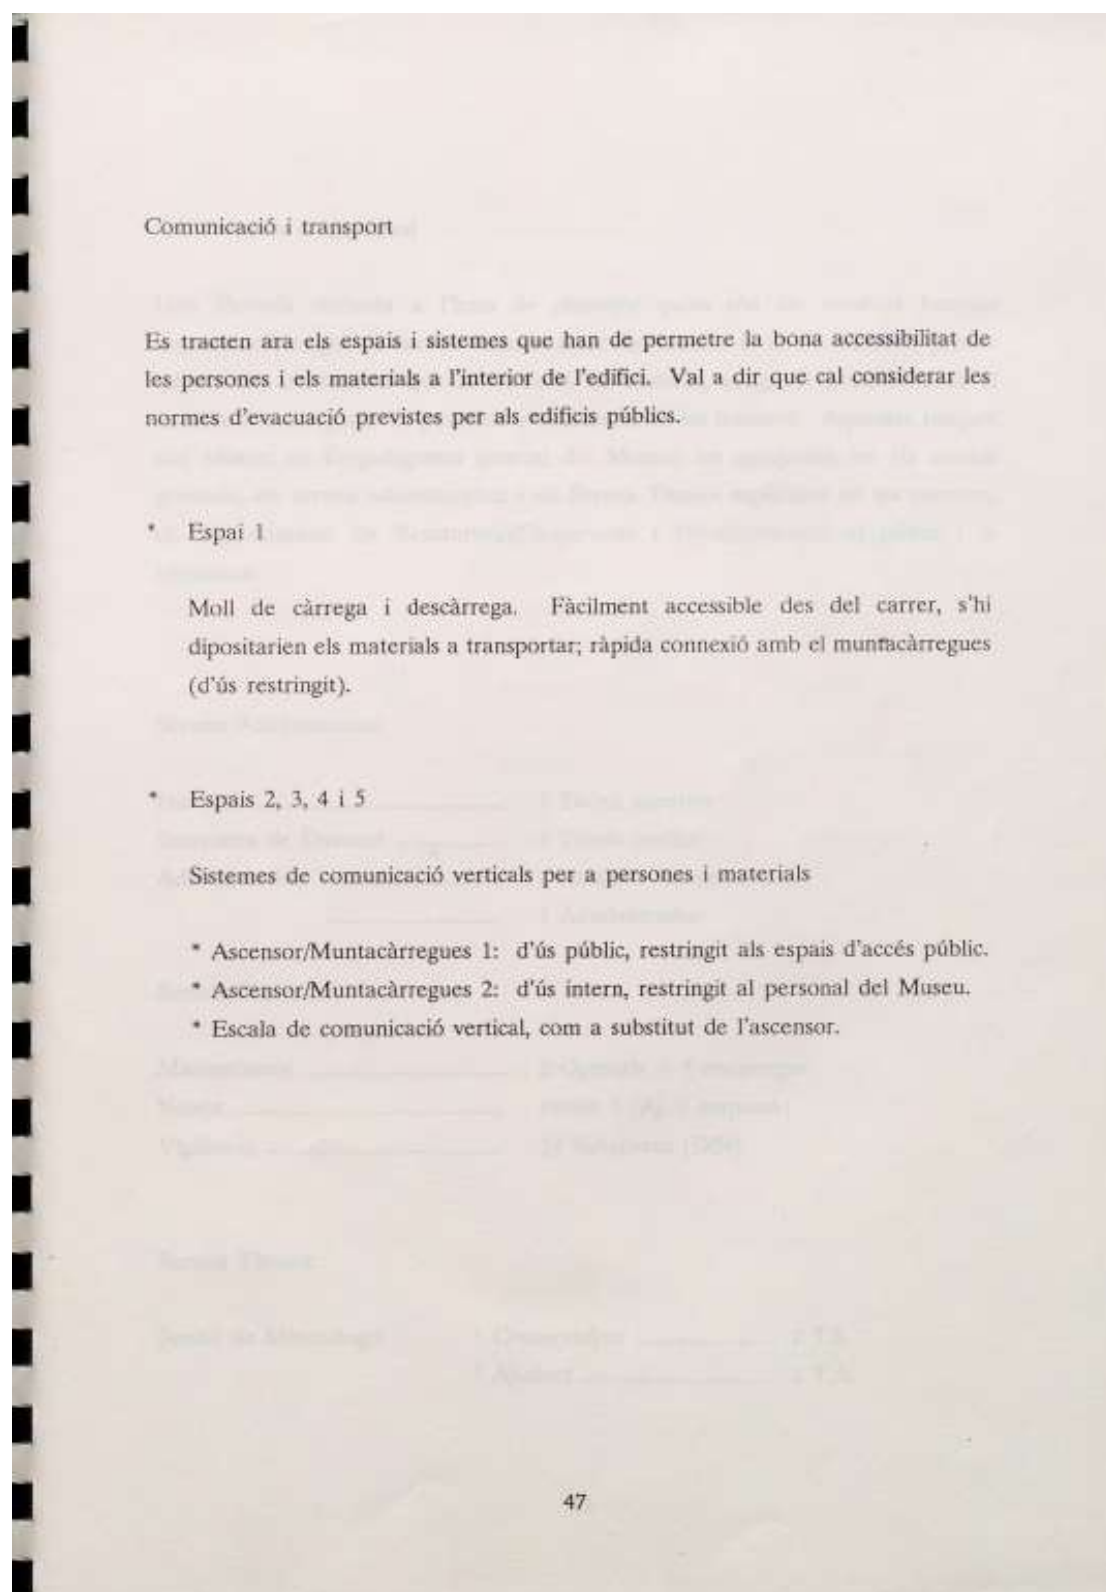 Comunicació i transport
Es tracten ara els espais i sistemes que han de permetre la bona accessibilitat de
les persones i els materials a l'interior de l'edifici. Val a dir que cal considerar les
normes d'evacuació previstes per als edificis públics.
* Espai 1
Moll de càrrega i descàrrega. Fàcilment accessible des del carrer, s'hi
dipositarien els materials a transportar; ràpida connexió amb el muntacàrregues
(d'ús restringit).
* Espais 2, 3, 4 i 5
Sistemes de comunicació verticals per a persones i materials
* Ascensor/Muntacàrregues 1: d'ús públic, restringit als espais d'accés públic.
* Ascensor/Muntacàrregues 2: d'ús intern, restringit al personal del Museu.
* Escala de comunicació vertical, com a substitut de l'ascensor.
47